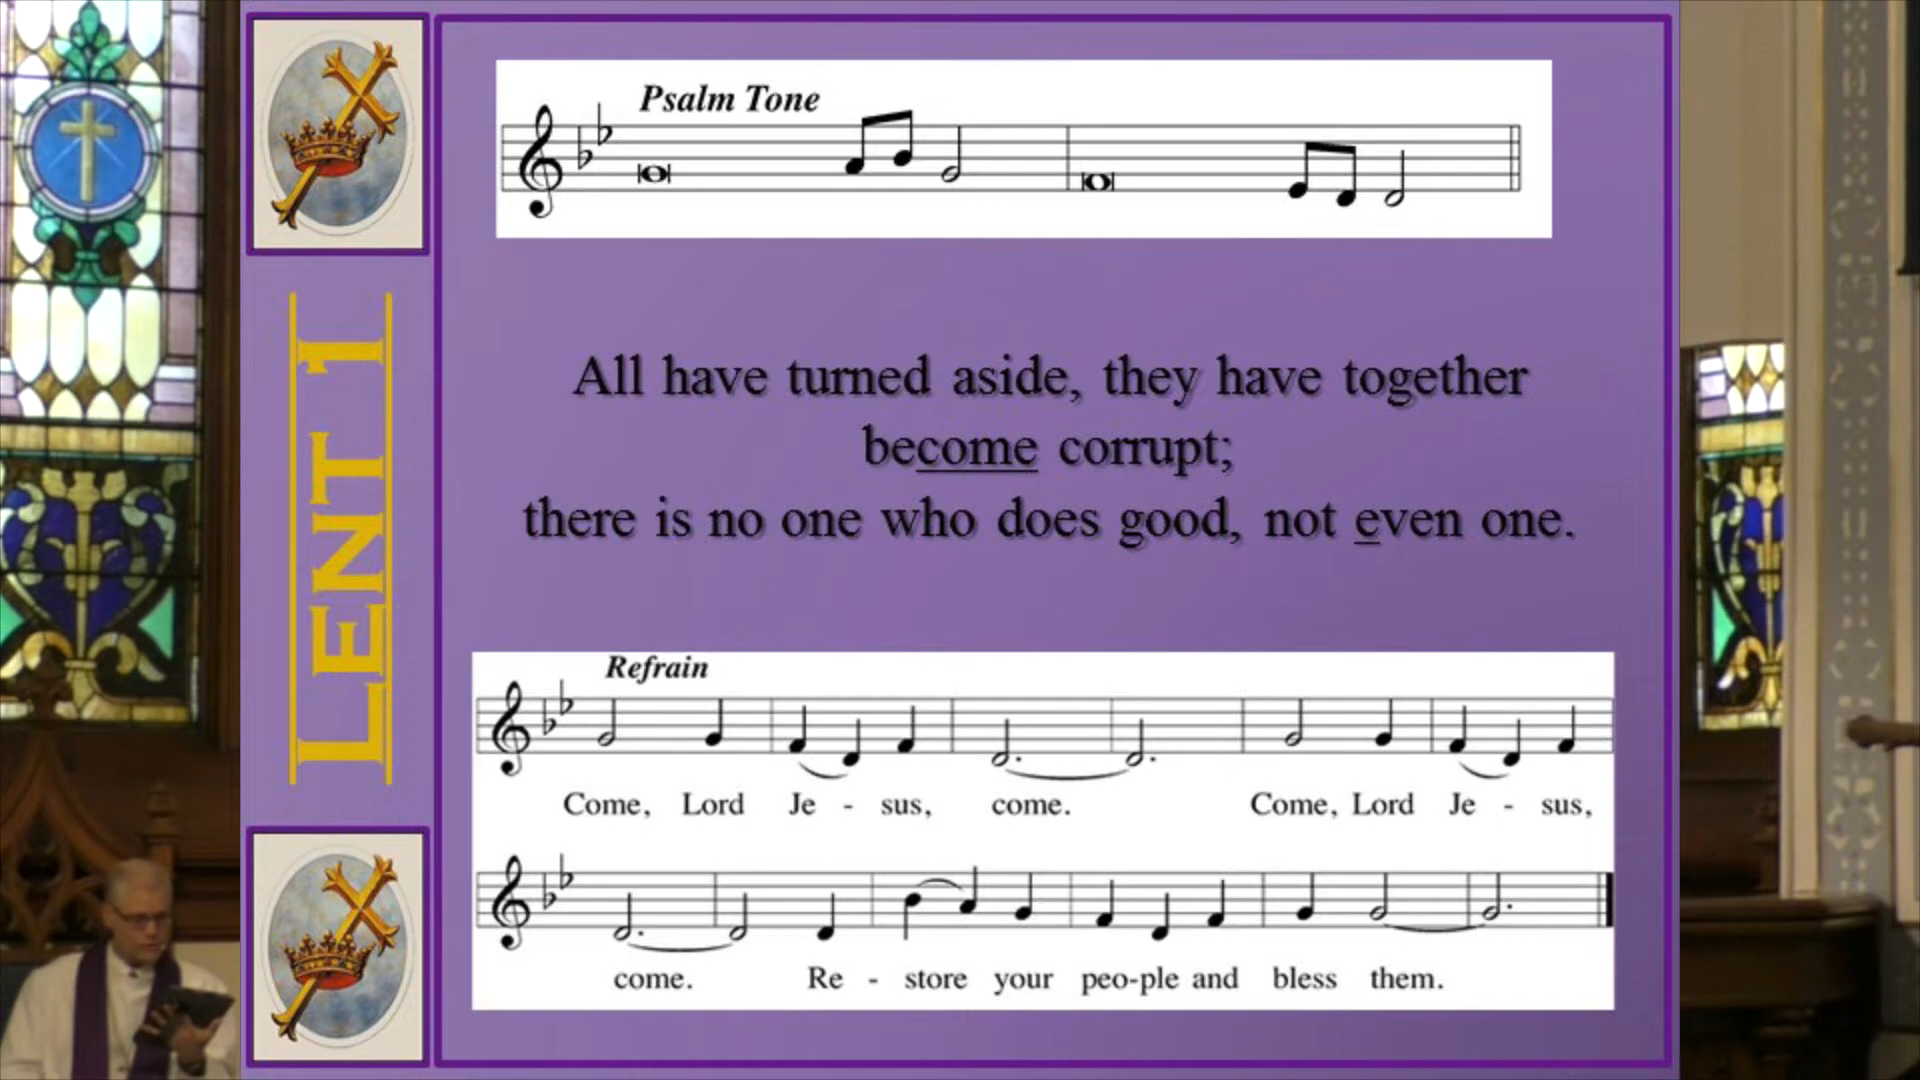 LENT 1
Psalm Tone
All have turned aside, they have together
become corrupt;
there is no one who does good, not even one.
Refrain
Come, Lord Je - sus, come. Come, Lord Je - sus,
come. Re - store your peo-ple and bless them.